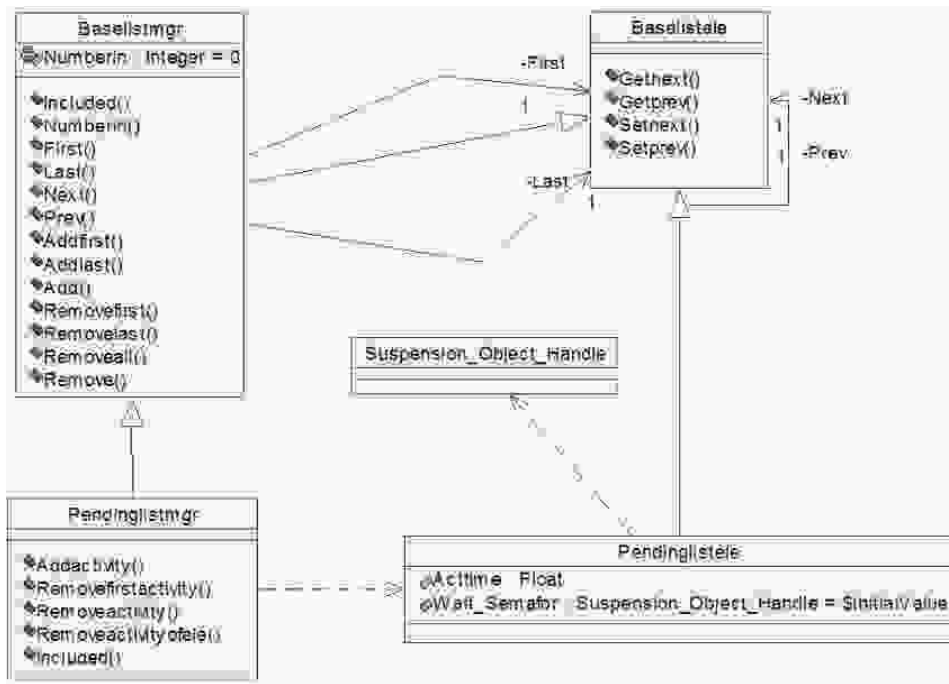 Baselistmgr
Numberin Integer = 0
Included()
Numberin()
First()
Last()
Next()
Prev()
Addfirst()
Addlast()
Add()
Removefirst()
Removelast()
Removeall()
Remove()
Baselistele
Getnext()
Getprev()
Setnext()
Setprev()
-First
1
-Last
1
-Next
1
-Prev
1
Suspension_Object_Handle
Pendinglistmgr
Addactivity()
Removefirstactivity()
Removeactivity()
Removeactivityofele()
Included()
Pendinglistele
Acttime Float
Wait_Semafor Suspension_Object_Handle = $InitialValue